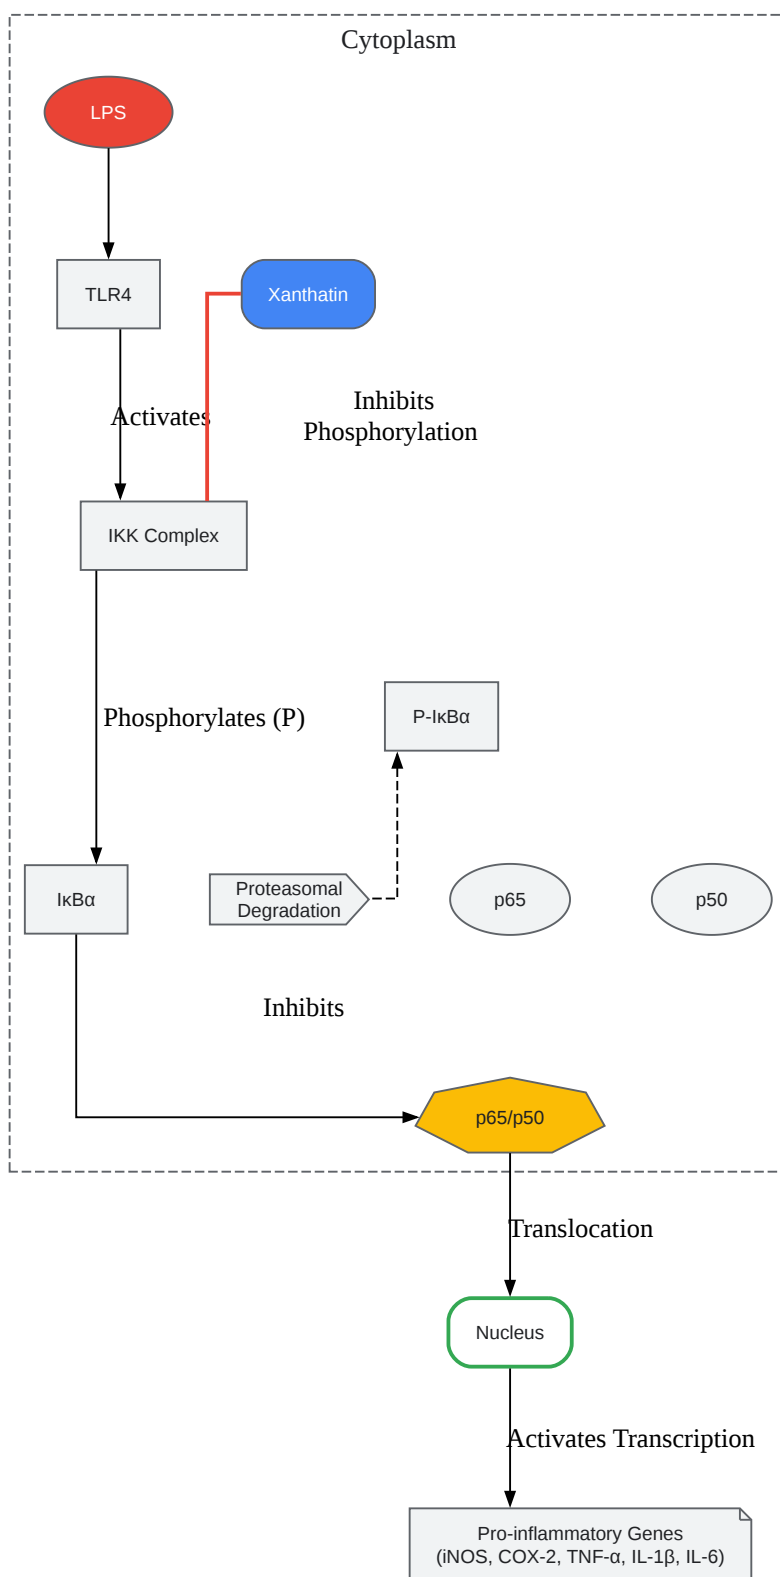 Cytoplasm
LPS
TLR4
Xanthatin
Activates
Inhibits
Phosphorylation
IKK Complex
Phosphorylates (P)
P-IκBα
IκBα
Proteasomal
Degradation
p65
p50
Inhibits
p65/p50
Translocation
Nucleus
Activates Transcription
Pro-inflammatory Genes
(iNOS, COX-2, TNF-α, IL-1β, IL-6)